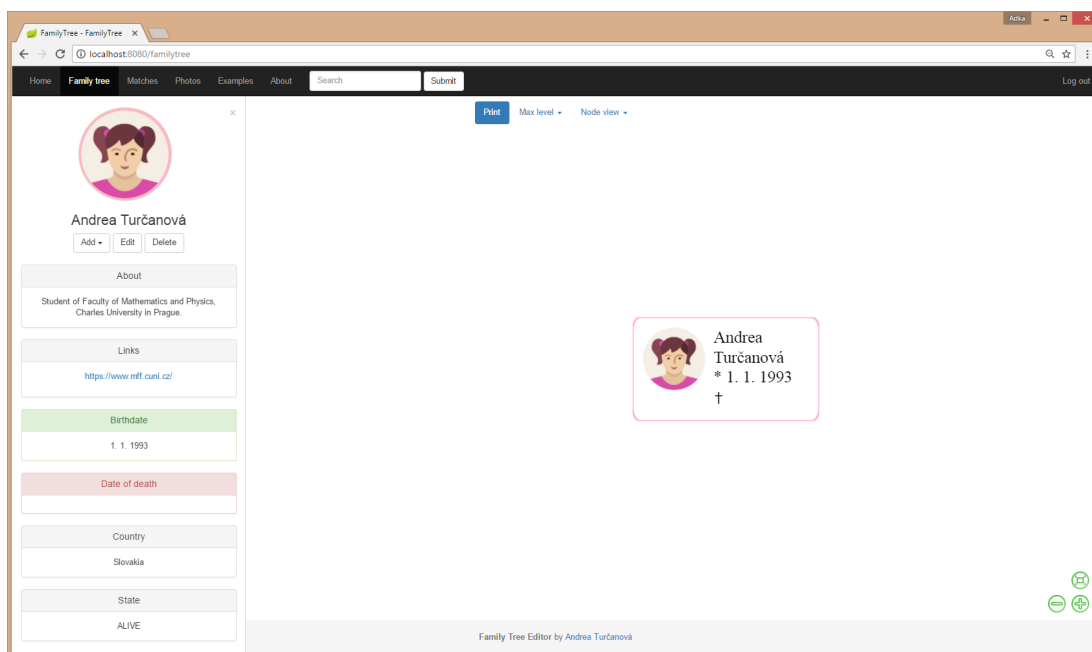 Adka
FamilyTree - FamilyTree
localhost:8080/familytree
Home Family tree Matches Photos Examples About Search Submit Log out
Print Max level Node view
Andrea Turčanová
Add Edit Delete
About
Student of Faculty of Mathematics and Physics,
Charles University in Prague.
Links
https://www.mff.cuni.cz/
Birthdate
1. 1. 1993
Date of death
Country
Slovakia
State
ALIVE
Andrea
Turčanová
* 1. 1. 1993
†
Family Tree Editor by Andrea Turčanová